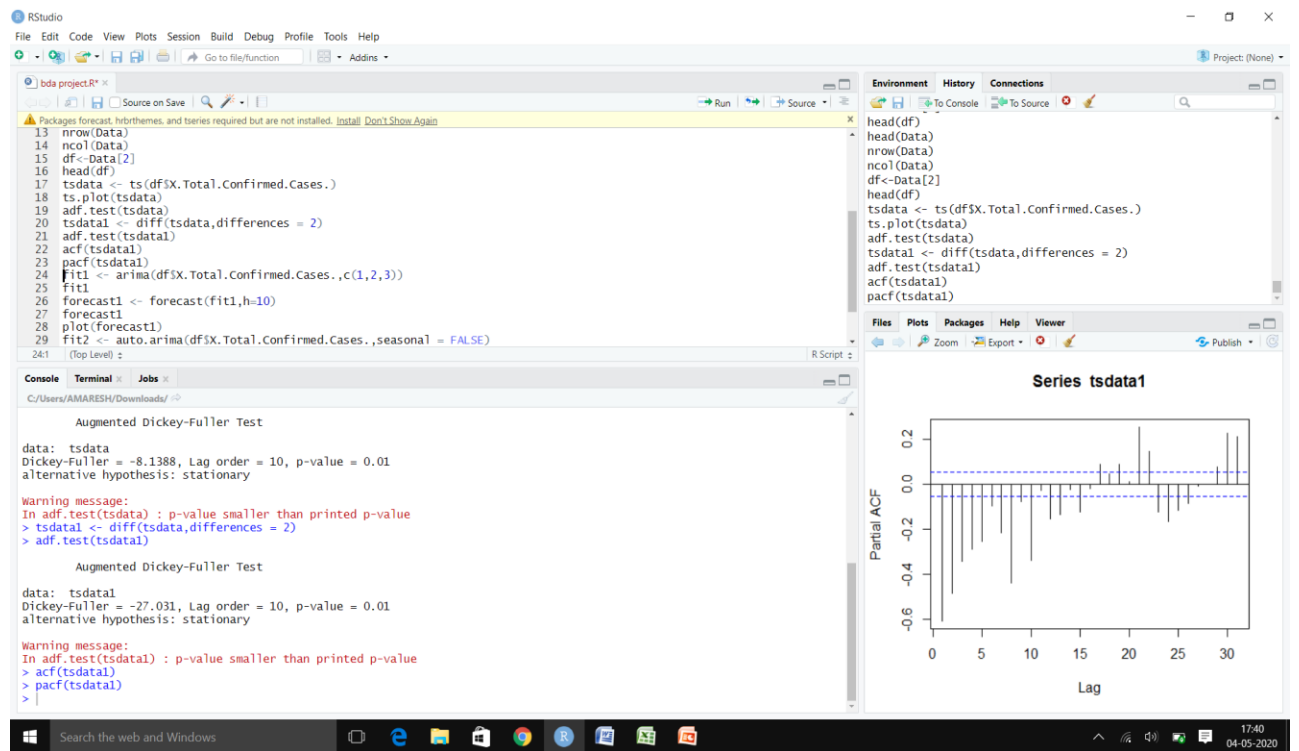 RStudio
File Edit Code View Plots Session Build Debug Profile Tools Help
Go to file/function
Addins
Project: (None)
bda project.R*
Source on Save
Run
Source
Packages forecast, hrbrthemes, and tseries required but are not installed. Install Don't Show Again
13 nrow(Data)
14 ncol(Data)
15 df<-Data[2]
16 head(df)
17 tsdata <- ts(df$X.Total.Confirmed.Cases.)
18 ts.plot(tsdata)
19 adf.test(tsdata)
20 tsdata1 <- diff(tsdata,differences = 2)
21 adf.test(tsdata1)
22 acf(tsdata1)
23 pacf(tsdata1)
24 fit1 <- arima(df$X.Total.Confirmed.Cases.,c(1,2,3))
25 fit1
26 forecast1 <- forecast(fit1,h=10)
27 forecast1
28 plot(forecast1)
29 fit2 <- auto.arima(df$X.Total.Confirmed.Cases.,seasonal = FALSE)
24:1 (Top Level)
R Script
Console Terminal Jobs
C:/Users/AMARESH/Downloads/
Augmented Dickey-Fuller Test
data: tsdata
Dickey-Fuller = -8.1388, Lag order = 10, p-value = 0.01
alternative hypothesis: stationary
Warning message:
In adf.test(tsdata) : p-value smaller than printed p-value
> tsdata1 <- diff(tsdata,differences = 2)
> adf.test(tsdata1)
Augmented Dickey-Fuller Test
data: tsdata1
Dickey-Fuller = -27.031, Lag order = 10, p-value = 0.01
alternative hypothesis: stationary
Warning message:
In adf.test(tsdata1) : p-value smaller than printed p-value
> acf(tsdata1)
> pacf(tsdata1)
>
Environment History Connections
To Console To Source
head(df)
head(Data)
nrow(Data)
ncol(Data)
df<-Data[2]
head(df)
tsdata <- ts(df$X.Total.Confirmed.Cases.)
ts.plot(tsdata)
adf.test(tsdata)
tsdata1 <- diff(tsdata,differences = 2)
adf.test(tsdata1)
acf(tsdata1)
pacf(tsdata1)
Files Plots Packages Help Viewer
Zoom Export Publish
Series tsdata1
Partial ACF
0.2
0.0
-0.2
-0.4
-0.6
0 5 10 15 20 25 30
Lag
Search the web and Windows
17:40
04-05-2020